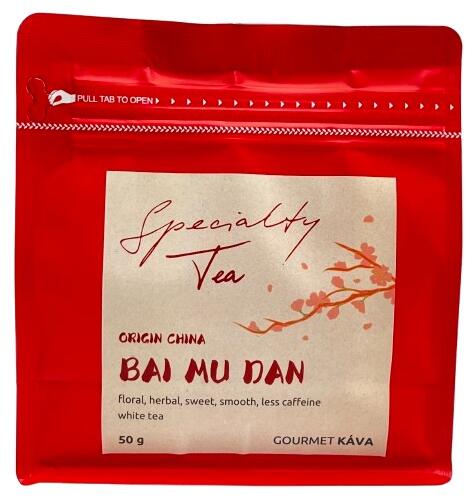 PULL TAB TO OPEN
Specialty
Tea
ORIGIN CHINA
BAI MU DAN
floral, herbal, sweet, smooth, less caffeine
white tea
50 g
GOURMET KÁVA